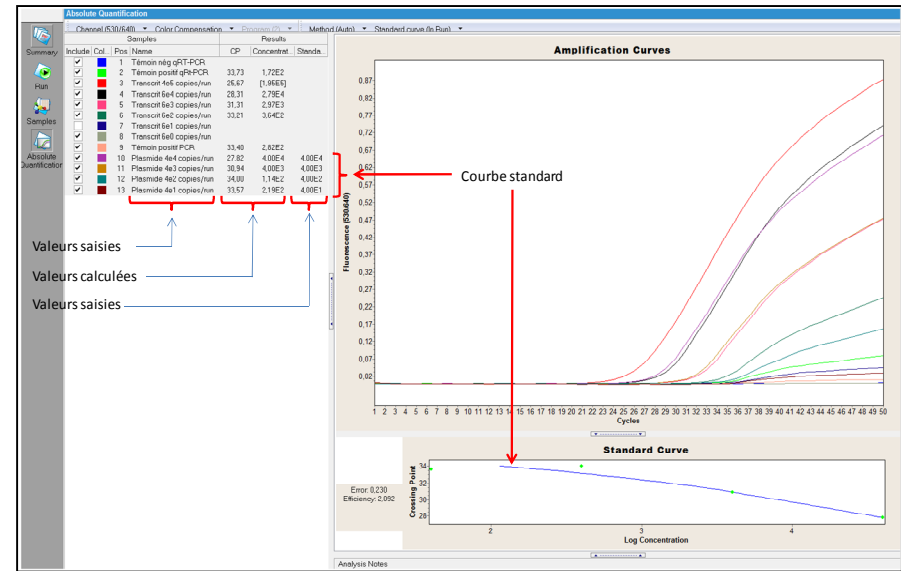 Absolute Quantification
Channel (530/640) Color Compensation Program (2) Method (Auto) Standard curve (In Run)
Samples Results
Include Col... Pos Name CP Concentrat... Standa...
1 Témoin nég qRT-PCR
2 Témoin positif qRt-PCR 33,73 1,72E2
3 Transcrit 4e5 copies/run 25,67 [1,95E5]
4 Transcrit 6e4 copies/run 28,31 2,79E4
5 Transcrit 6e3 copies/run 31,31 2,97E3
6 Transcrit 6e2 copies/run 33,21 3,64E2
7 Transcrit 6e1 copies/run
8 Transcrit 6e0 copies/run
9 Témoin positif PCR 33,40 2,82E2
10 Plasmide 4e4 copies/run 27,82 4,00E4 4,00E4
11 Plasmide 4e3 copies/run 30,94 4,00E3 4,00E3
12 Plasmide 4e2 copies/run 34,00 1,14E2 4,00E2
13 Plasmide 4e1 copies/run 33,57 2,19E2 4,00E1
Summary
Run
Samples
Absolute
Quantification
Valeurs saisies
Valeurs calculées
Valeurs saisies
Courbe standard
Amplification Curves
Fluorescence (530/640)
0,87
0,82
0,77
0,72
0,67
0,62
0,57
0,52
0,47
0,42
0,37
0,32
0,27
0,22
0,17
0,12
0,07
0,02
1 2 3 4 5 6 7 8 9 10 11 12 13 14 15 16 17 18 19 20 21 22 23 24 25 26 27 28 29 30 31 32 33 34 35 36 37 38 39 40 41 42 43 44 45 46 47 48 49 50
Cycles
Standard Curve
Error: 0,230
Efficiency: 2,092
Crossing Point
34
32
30
28
2 3 4
Log Concentration
Analysis Notes